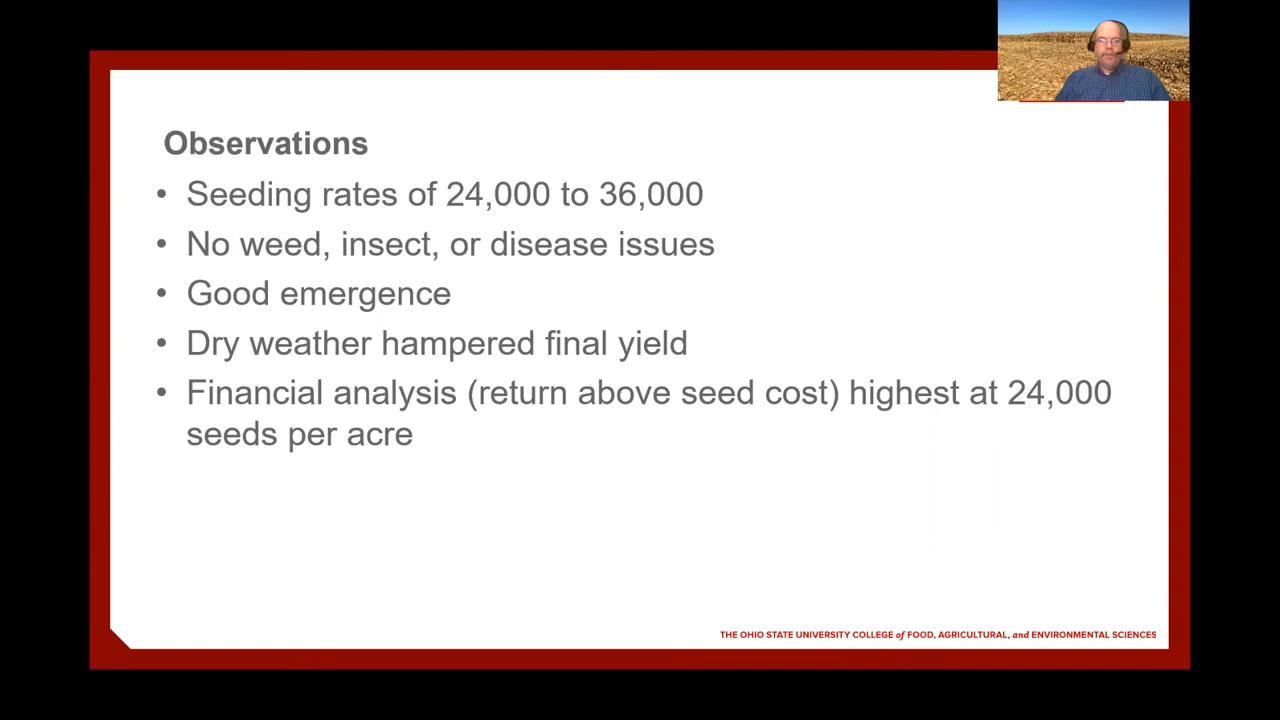 Observations
• Seeding rates of 24,000 to 36,000
• No weed, insect, or disease issues
• Good emergence
• Dry weather hampered final yield
• Financial analysis (return above seed cost) highest at 24,000
seeds per acre
THE OHIO STATE UNIVERSITY COLLEGE of FOOD, AGRICULTURAL, and ENVIRONMENTAL SCIENCES